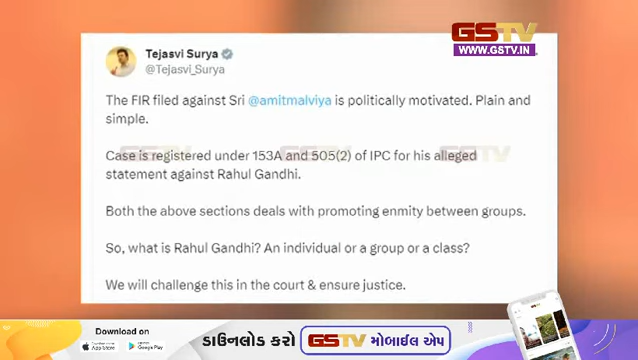 GSTV
WWW.GSTV.IN
Tejasvi Surya
@Tejasvi_Surya
The FIR filed against Sri @amitmalviya is politically motivated. Plain and
simple.
Case is registered under 153A and 505(2) of IPC for his alleged
statement against Rahul Gandhi.
GSTV GSTV GSTV
Both the above sections deals with promoting enmity between groups.
So, what is Rahul Gandhi? An individual or a group or a class?
We will challenge this in the court & ensure justice.
Download on
App Store Google Play
ડાઉનલોડ કરો GSTV મોબાઈલ એપ